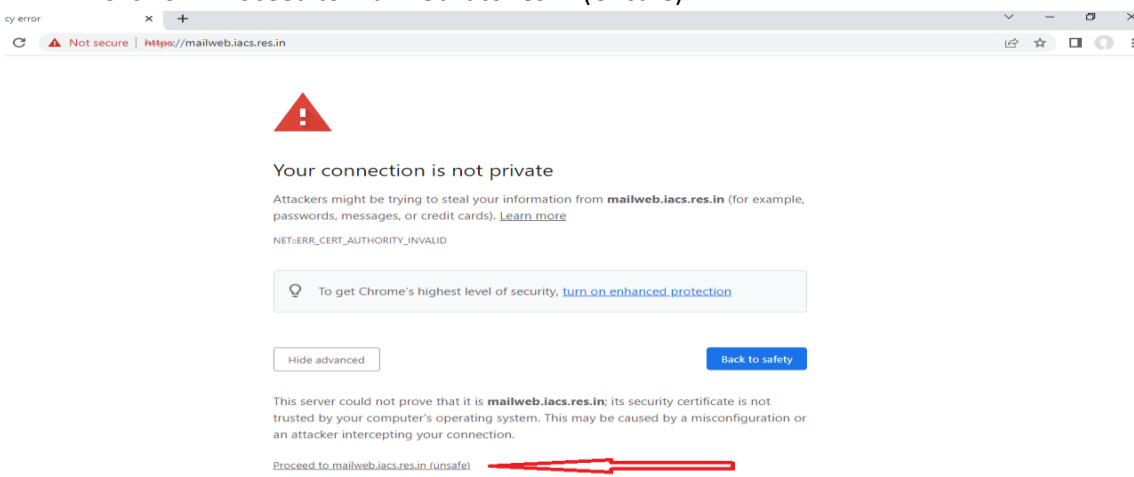 cy error
Not secure | https://mailweb.iacs.res.in
Your connection is not private
Attackers might be trying to steal your information from mailweb.iacs.res.in (for example,
passwords, messages, or credit cards). Learn more
NET::ERR_CERT_AUTHORITY_INVALID
To get Chrome's highest level of security, turn on enhanced protection
Hide advanced
Back to safety
This server could not prove that it is mailweb.iacs.res.in; its security certificate is not
trusted by your computer's operating system. This may be caused by a misconfiguration or
an attacker intercepting your connection.
Proceed to mailweb.iacs.res.in (unsafe)